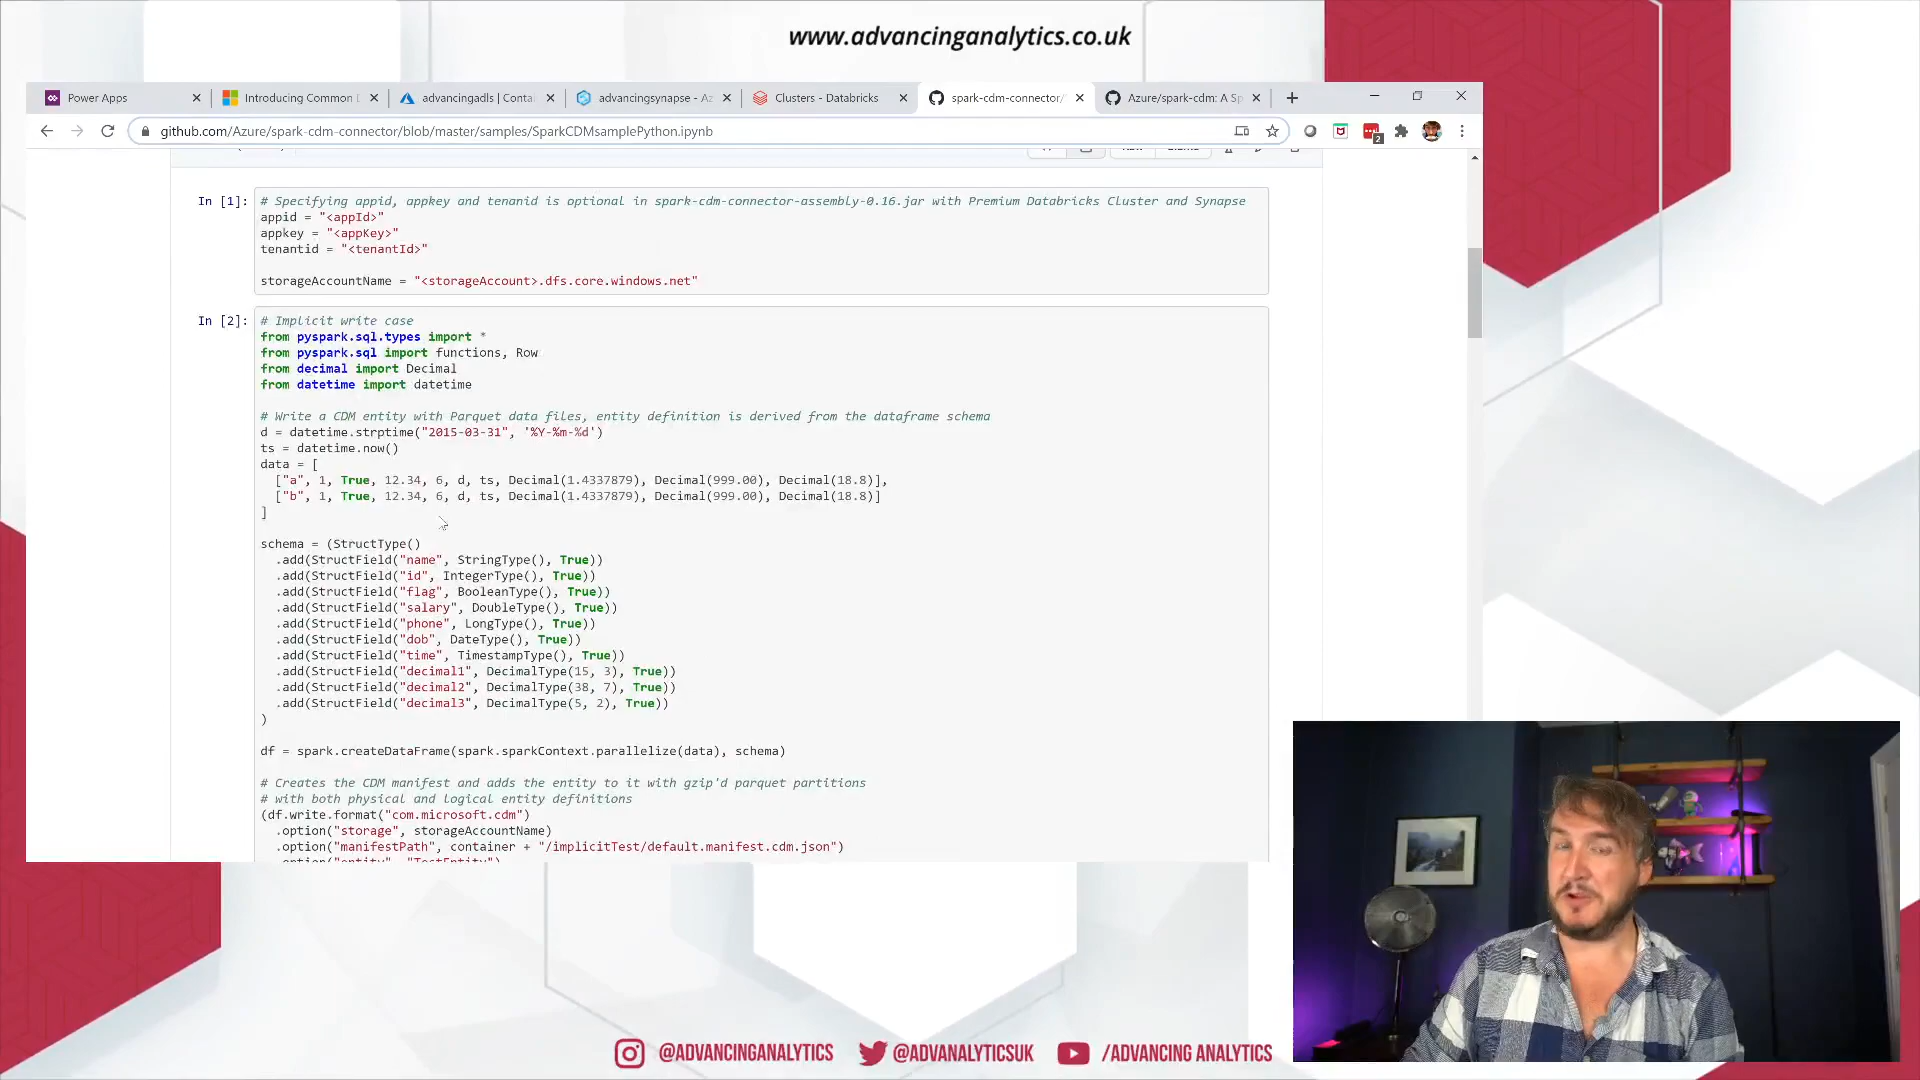 www.advancinganalytics.co.uk
Power Apps
Introducing Common D
advancingadls | Contai
advancingsynapse - Az
Clusters - Databricks
spark-cdm-connector/
Azure/spark-cdm: A Sp
github.com/Azure/spark-cdm-connector/blob/master/samples/SparkCDMsamplePython.ipynb
2
In [1]:
# Specifying appid, appkey and tenanid is optional in spark-cdm-connector-assembly-0.16.jar with Premium Databricks Cluster and Synapse
appid = "<appId>"
appkey = "<appKey>"
tenantid = "<tenantId>"
storageAccountName = "<storageAccount>.dfs.core.windows.net"
In [2]:
# Implicit write case
from pyspark.sql.types import *
from pyspark.sql import functions, Row
from decimal import Decimal
from datetime import datetime
# Write a CDM entity with Parquet data files, entity definition is derived from the dataframe schema
d = datetime.strptime("2015-03-31", '%Y-%m-%d')
ts = datetime.now()
data = [
["a", 1, True, 12.34, 6, d, ts, Decimal(1.4337879), Decimal(999.00), Decimal(18.8)],
["b", 1, True, 12.34, 6, d, ts, Decimal(1.4337879), Decimal(999.00), Decimal(18.8)]
]
schema = (StructType()
.add(StructField("name", StringType(), True))
.add(StructField("id", IntegerType(), True))
.add(StructField("flag", BooleanType(), True))
.add(StructField("salary", DoubleType(), True))
.add(StructField("phone", LongType(), True))
.add(StructField("dob", DateType(), True))
.add(StructField("time", TimestampType(), True))
.add(StructField("decimal1", DecimalType(15, 3), True))
.add(StructField("decimal2", DecimalType(38, 7), True))
.add(StructField("decimal3", DecimalType(5, 2), True))
)
df = spark.createDataFrame(spark.sparkContext.parallelize(data), schema)
# Creates the CDM manifest and adds the entity to it with gzip'd parquet partitions
# with both physical and logical entity definitions
(df.write.format("com.microsoft.cdm")
.option("storage", storageAccountName)
.option("manifestPath", container + "/implicitTest/default.manifest.cdm.json")
.option("entity", "TestEntity")
@ADVANCINGANALYTICS
@ADVANALYTICSUK
/ADVANCING ANALYTICS